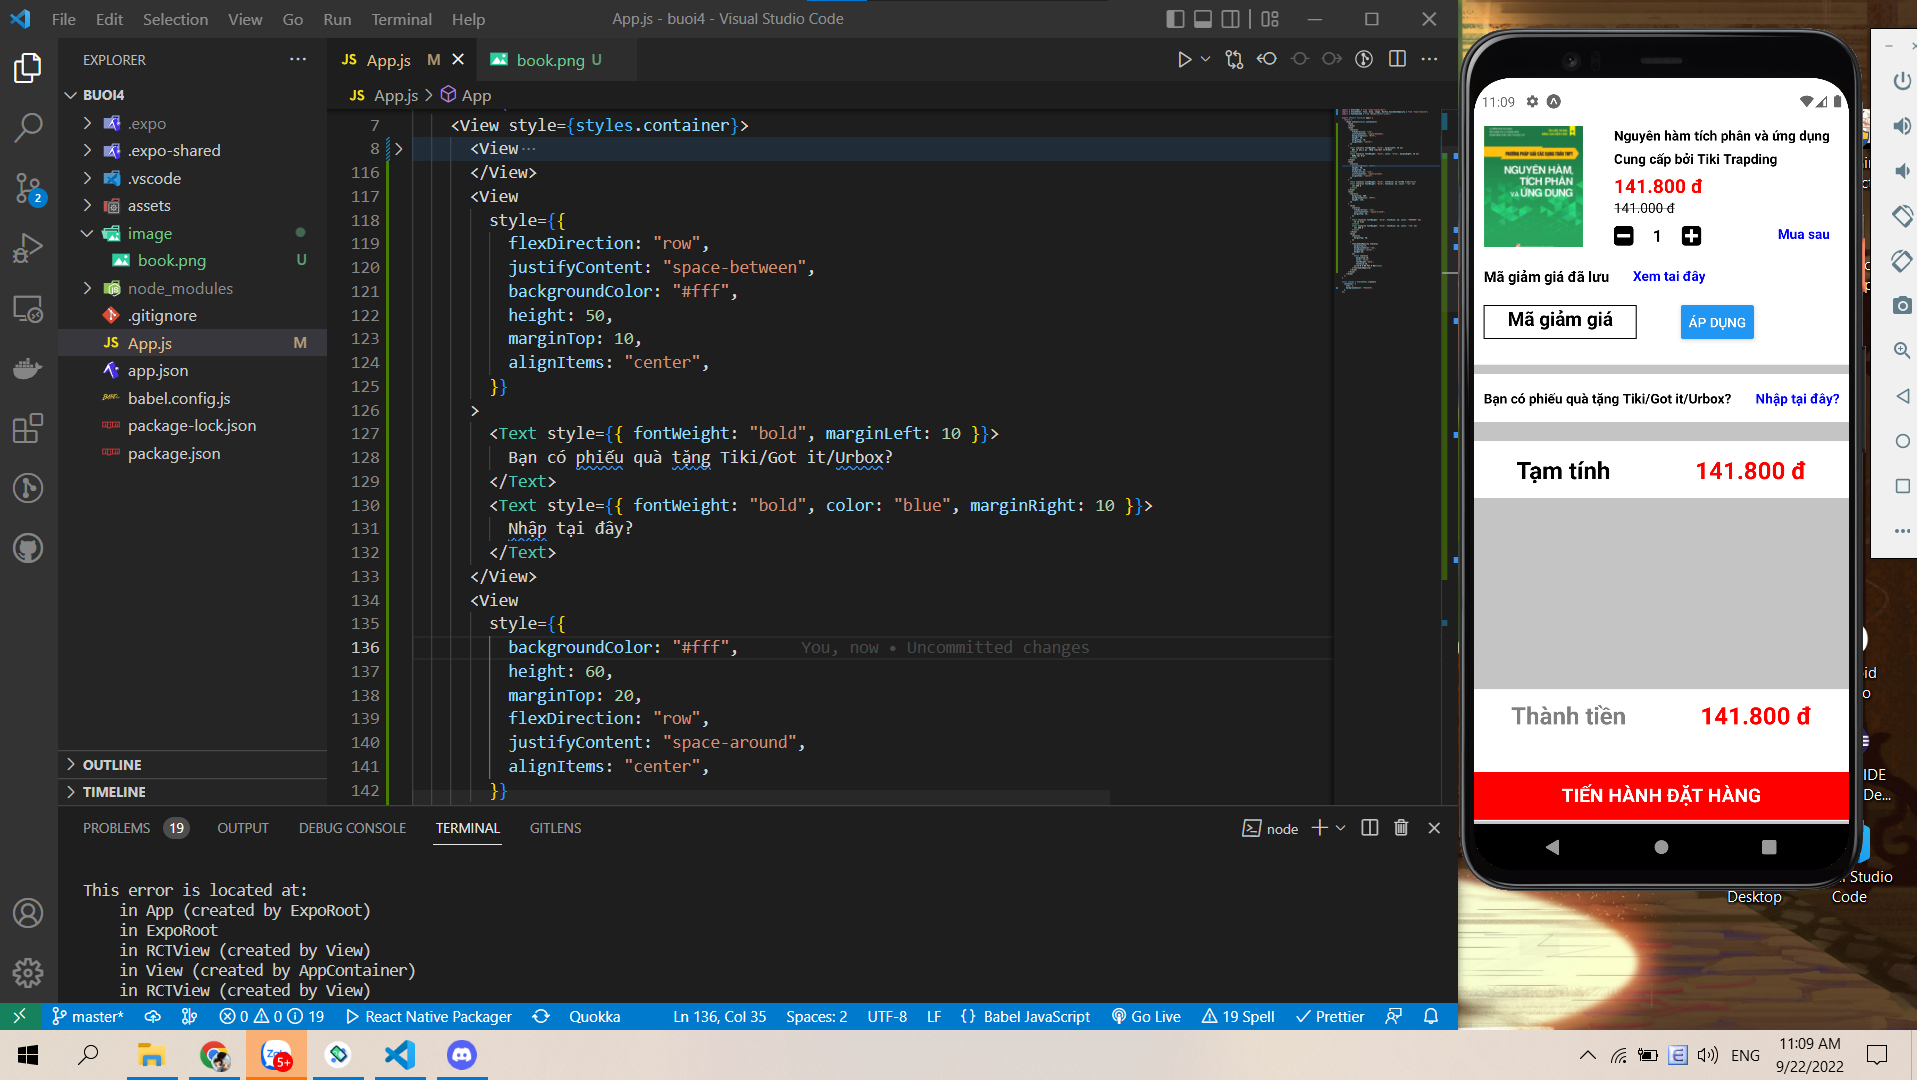 File Edit Selection View Go Run Terminal Help
App.js - buoi4 - Visual Studio Code
EXPLORER
BUOI4
.expo
.expo-shared
.vscode
assets
image
book.png U
node_modules
.gitignore
App.js M
app.json
babel.config.js
package-lock.json
package.json
OUTLINE
TIMELINE
2
JS App.js M
book.png U
JS App.js > App
7 <View style={styles.container}>
8 <View ...
116 </View>
117 <View
118 style={{
119 flexDirection: "row",
120 justifyContent: "space-between",
121 backgroundColor: "#fff",
122 height: 50,
123 marginTop: 10,
124 alignItems: "center",
125 }}
126 >
127 <Text style={{ fontWeight: "bold", marginLeft: 10 }}>
128 Bạn có phiếu quà tặng Tiki/Got it/Urbox?
129 </Text>
130 <Text style={{ fontWeight: "bold", color: "blue", marginRight: 10 }}>
131 Nhập tại đây?
132 </Text>
133 </View>
134 <View
135 style={{
136 backgroundColor: "#fff", You, now • Uncommitted changes
137 height: 60,
138 marginTop: 20,
139 flexDirection: "row",
140 justifyContent: "space-around",
141 alignItems: "center",
142 }}
PROBLEMS 19 OUTPUT DEBUG CONSOLE TERMINAL GITLENS
node
This error is located at:
in App (created by ExpoRoot)
in ExpoRoot
in RCTView (created by View)
in View (created by AppContainer)
in RCTView (created by View)
master* 0 0 19 React Native Packager Quokka Ln 136, Col 35 Spaces: 2 UTF-8 LF {} Babel JavaScript Go Live 19 Spell Prettier
11:09
PHƯƠNG PHÁP GIẢI CÁC DẠNG TOÁN THPT
NGUYÊN HÀM,
TÍCH PHÂN
VÀ ỨNG DỤNG
Nguyên hàm tích phân và ứng dụng
Cung cấp bởi Tiki Trapding
141.800 đ
141.000 đ
1
Mua sau
Mã giảm giá đã lưu Xem tai đây
Mã giảm giá
ÁP DỤNG
Bạn có phiếu quà tặng Tiki/Got it/Urbox? Nhập tại đây?
Tạm tính 141.800 đ
Thành tiền 141.800 đ
TIẾN HÀNH ĐẶT HÀNG
Desktop
Studio
Code
IDE
De...
5+
ENG
11:09 AM
9/22/2022